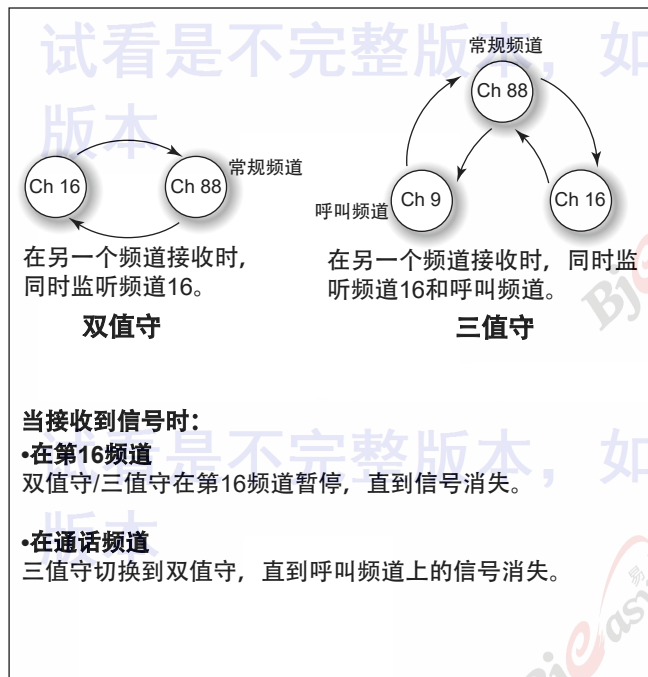 试看是不完整版本，如
版本
常规频道
Ch 88
Ch 16
Ch 88
常规频道
呼叫频道
Ch 9
Ch 16
在另一个频道接收时，
同时监听频道16。
双值守
在另一个频道接收时，同时监
听频道16和呼叫频道。
三值守
当接收到信号时：
试看是不完整版本，如
•在第16频道
双值守/三值守在第16频道暂停，直到信号消失。
版本
•在通话频道
三值守切换到双值守，直到呼叫频道上的信号消失。